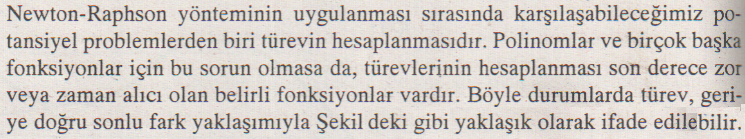 Newton-Raphson yönteminin uygulanması sırasında karşılaşabileceğimiz po-
tansiyel problemlerden biri türevin hesaplanmasıdır. Polinomlar ve birçok başka
fonksiyonlar için bu sorun olmasa da, türevlerinin hesaplanması son derece zor
veya zaman alıcı olan belirli fonksiyonlar vardır. Böyle durumlarda türev, geri-
ye doğru sonlu fark yaklaşımıyla Şekil deki gibi yaklaşık olarak ifade edilebilir.